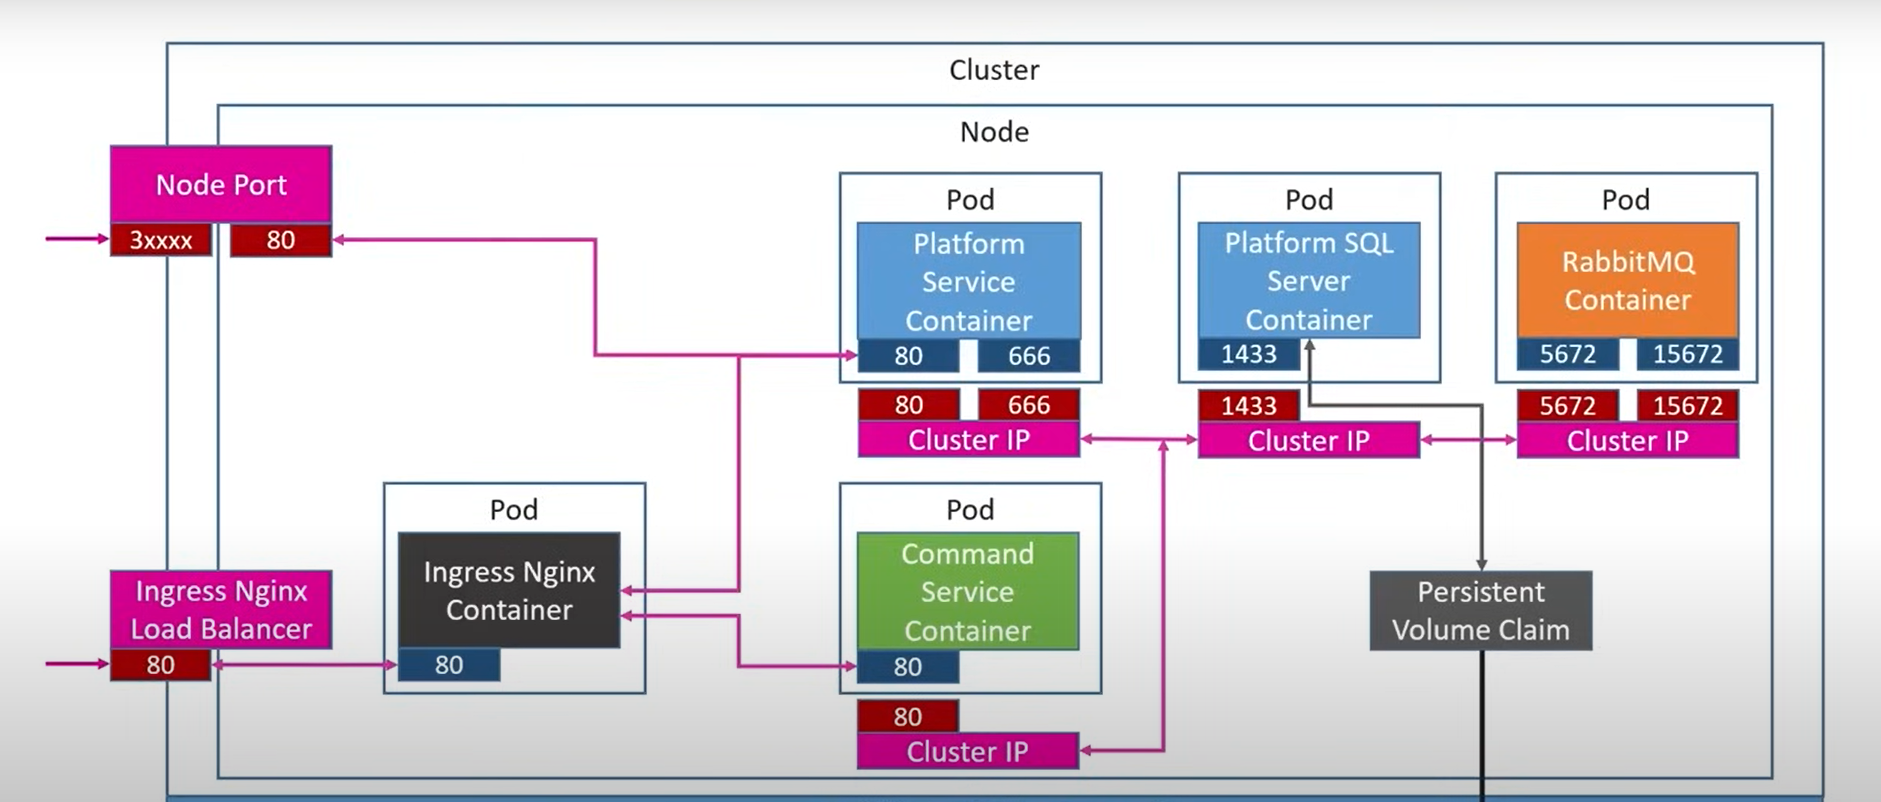 Cluster
Node
Node Port
3xxxx
80
Pod
Platform
Service
Container
80
666
80
666
Cluster IP
Pod
Platform SQL
Server
Container
1433
1433
Cluster IP
Pod
RabbitMQ
Container
5672
15672
5672
15672
Cluster IP
Ingress Nginx
Load Balancer
80
Pod
Ingress Nginx
Container
80
Pod
Command
Service
Container
80
80
Cluster IP
Persistent
Volume Claim